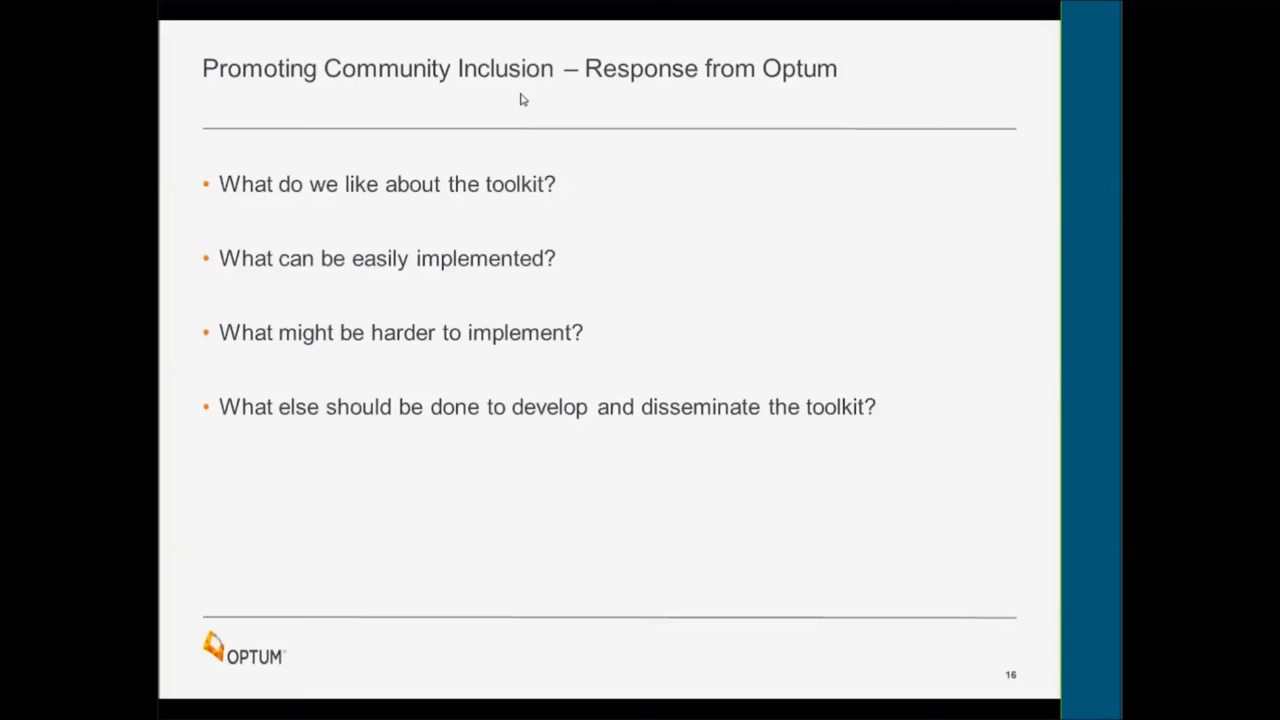 Promoting Community Inclusion – Response from Optum
• What do we like about the toolkit?
• What can be easily implemented?
• What might be harder to implement?
• What else should be done to develop and disseminate the toolkit?
OPTUM
16